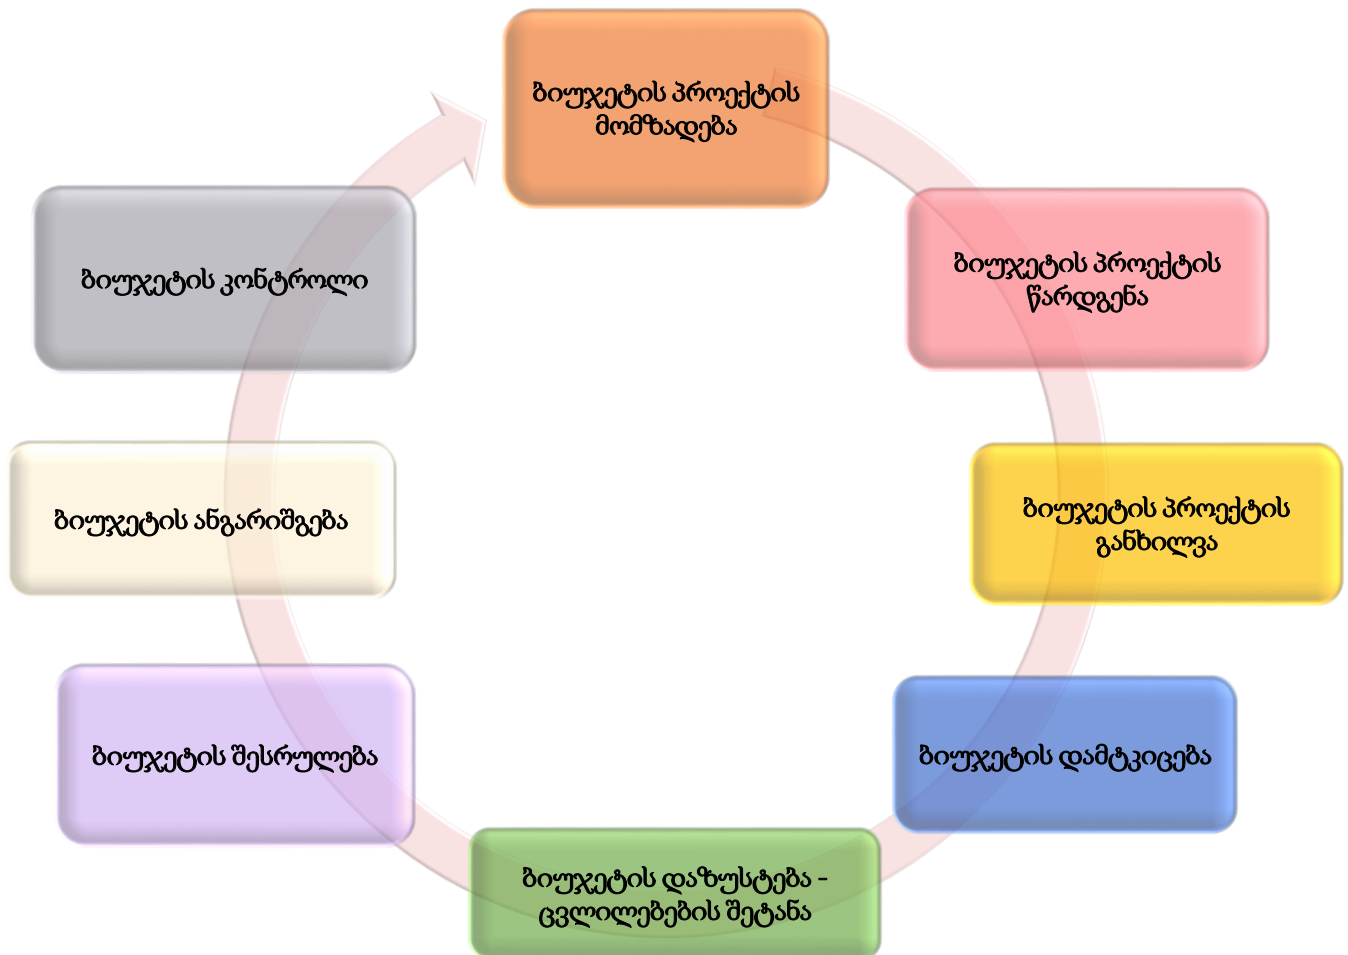 ბიუჯეტის პროექტის
მომზადება
ბიუჯეტის პროექტის
წარდგენა
ბიუჯეტის პროექტის
განხილვა
ბიუჯეტის დამტკიცება
ბიუჯეტის დაზუსტება –
ცვლილებების შეტანა
ბიუჯეტის შესრულება
ბიუჯეტის ანგარიშგება
ბიუჯეტის კონტროლი